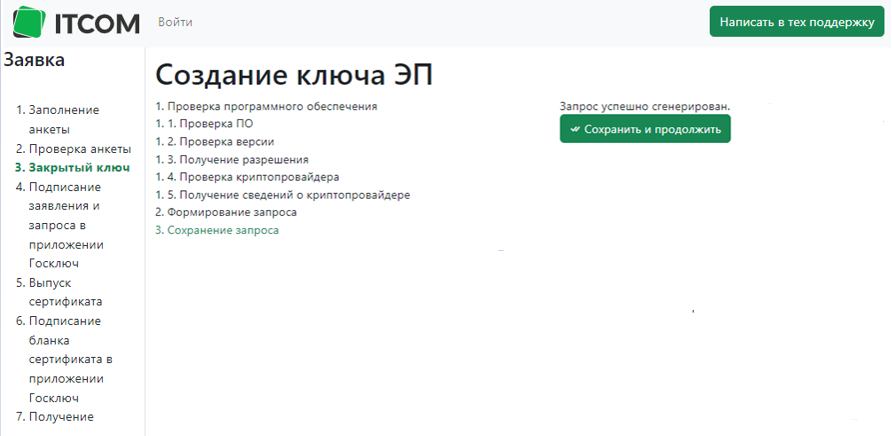 ITCOM
Войти
Написать в тех поддержку
Заявка
1. Заполнение
анкеты
2. Проверка анкеты
3. Закрытый ключ
4. Подписание
заявления и
запроса в
приложении
Госключ
5. Выпуск
сертификата
6. Подписание
бланка
сертификата в
приложении
Госключ
7. Получение
Создание ключа ЭП
1. Проверка программного обеспечения
1. 1. Проверка ПО
1. 2. Проверка версии
1. 3. Получение разрешения
1. 4. Проверка криптопровайдера
1. 5. Получение сведений о криптопровайдере
2. Формирование запроса
3. Сохранение запроса
Запрос успешно сгенерирован.
Сохранить и продолжить